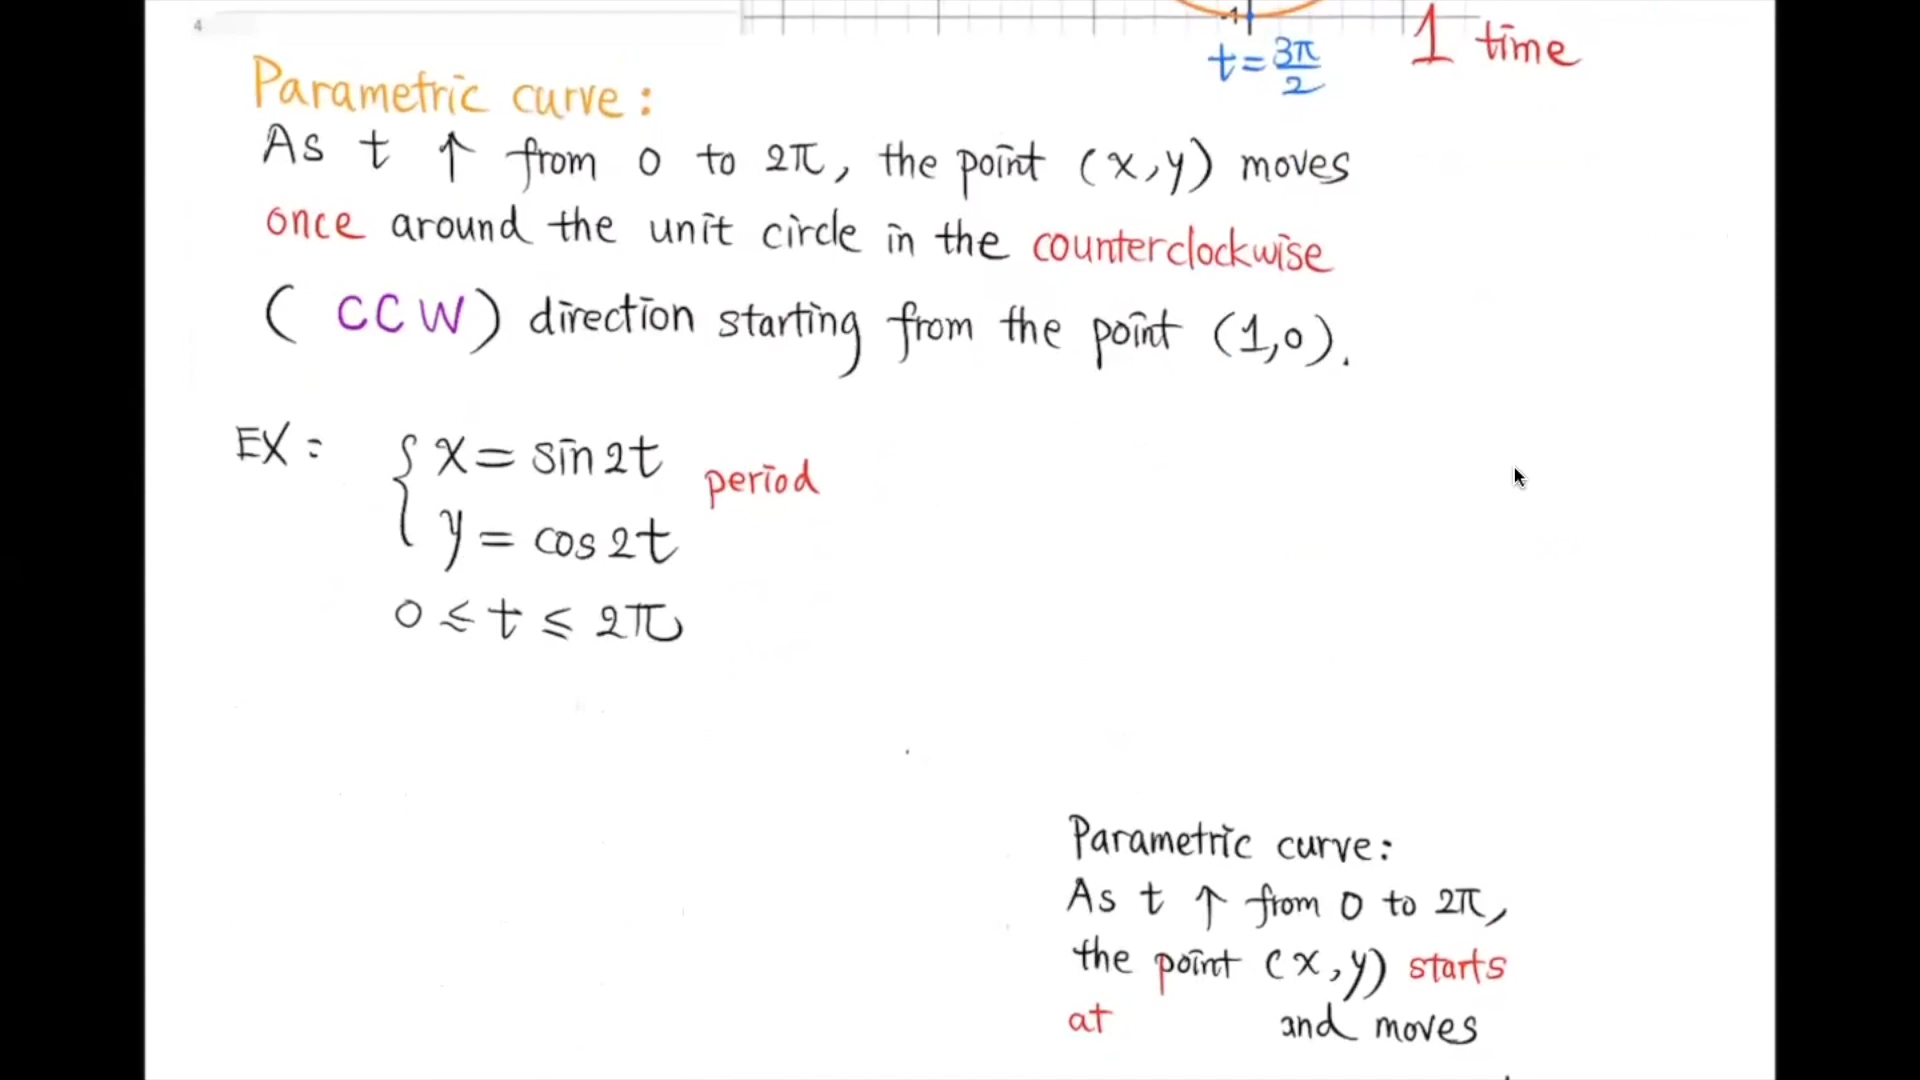 4
-1
t = 3π/2
1 time
Parametric curve :
As t ↑ from 0 to 2π, the point (x,y) moves
once around the unit circle in the counterclockwise
( CCW ) direction starting from the point (1,0).
EX : { x = sin 2t period
y = cos 2t
0 ≤ t ≤ 2π
Parametric curve:
As t ↑ from 0 to 2π,
the point (x,y) starts
at and moves